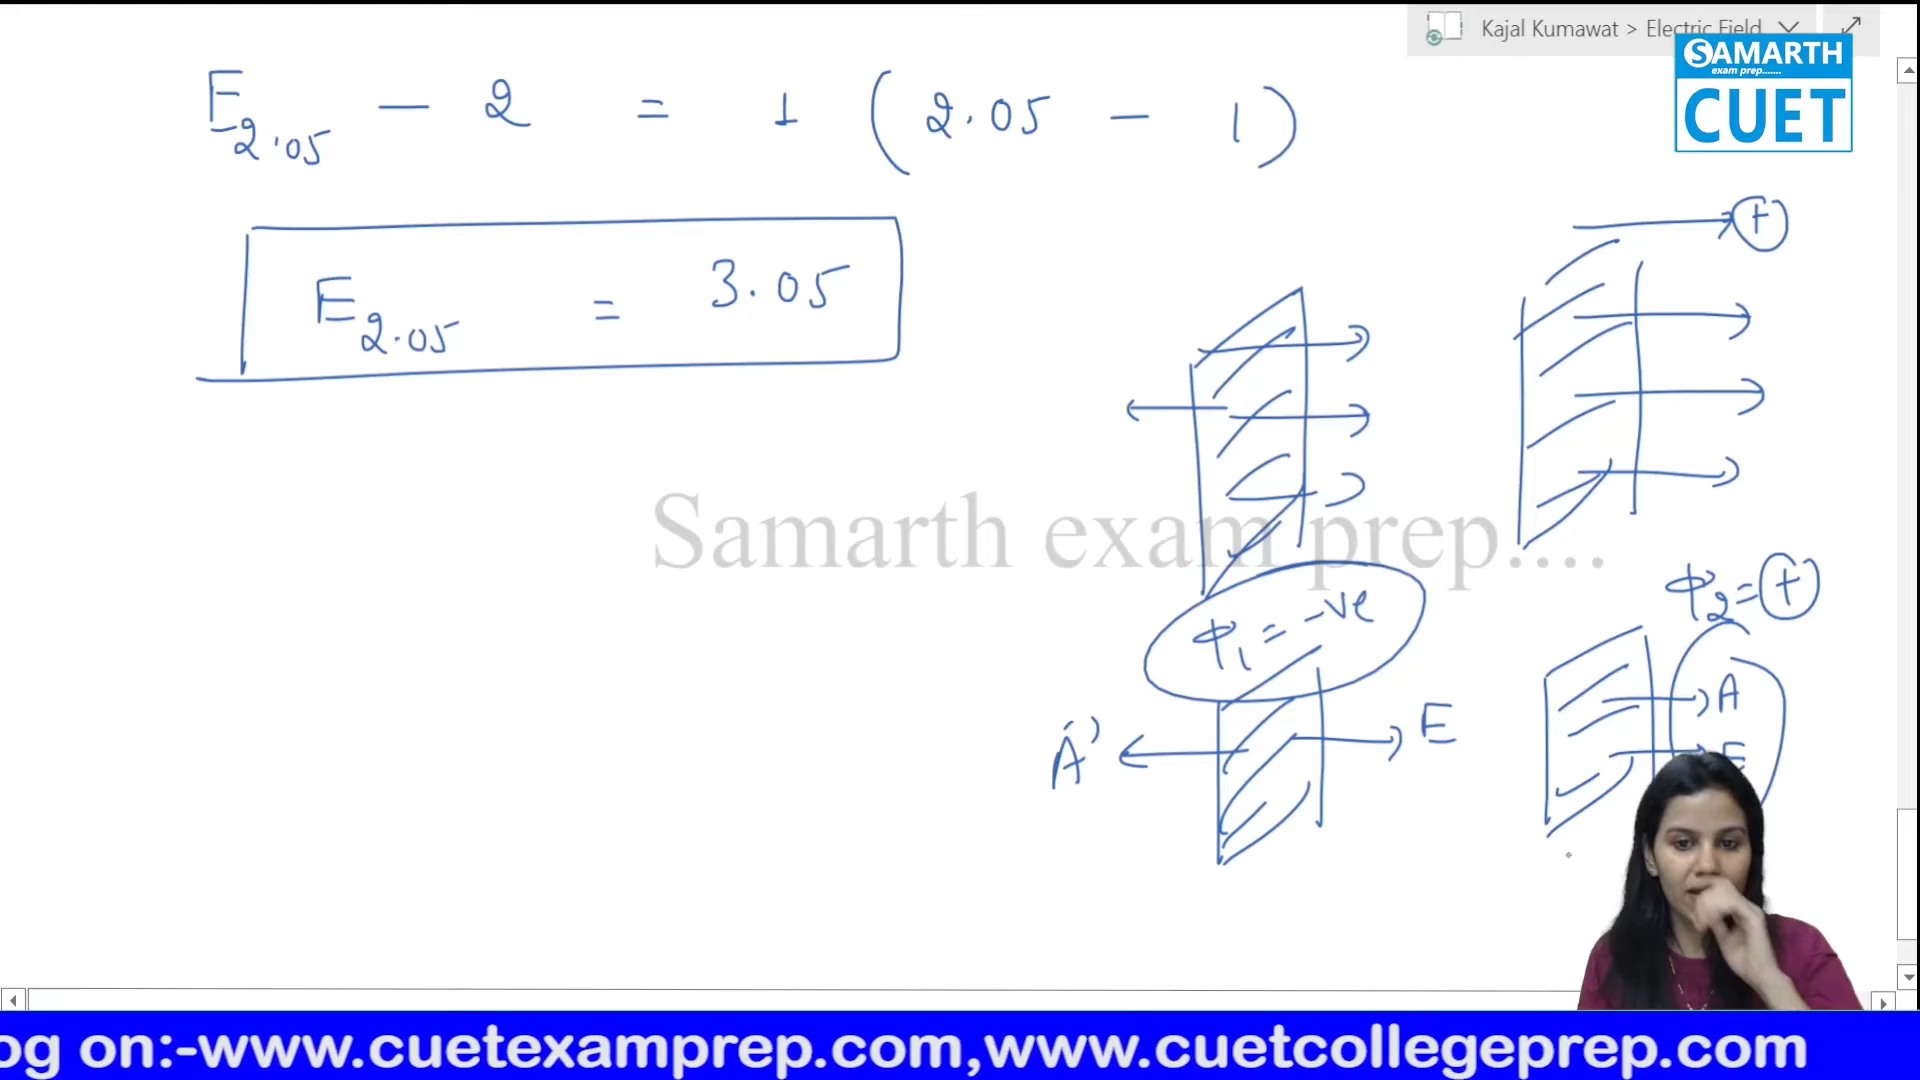 Kajal Kumawat > Electric Field
SAMARTH
exam prep.......
CUET
E2.05 - 2 = 1 (2.05 - 1)
E2.05 = 3.05
+
Samarth exam prep....
ϕ1 = -ve
ϕ2 = +
A'
E
A
E
og on:-www.cuetexamprep.com,www.cuetcollegeprep.com